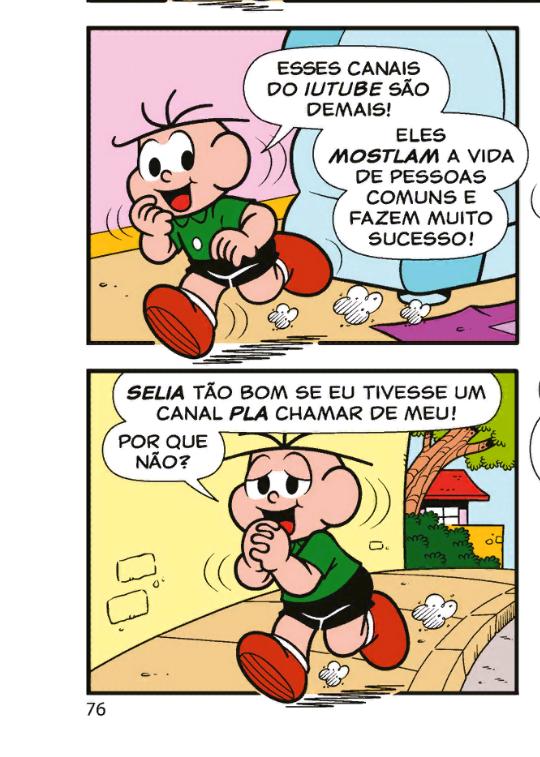 ESSES CANAIS
DO IUTUBE SÃO
DEMAIS!
ELES
MOSTLAM A VIDA
DE PESSOAS
COMUNS E
FAZEM MUITO
SUCESSO!
SELIA TÃO BOM SE EU TIVESSE UM
CANAL PLA CHAMAR DE MEU!
POR QUE
NÃO?
76